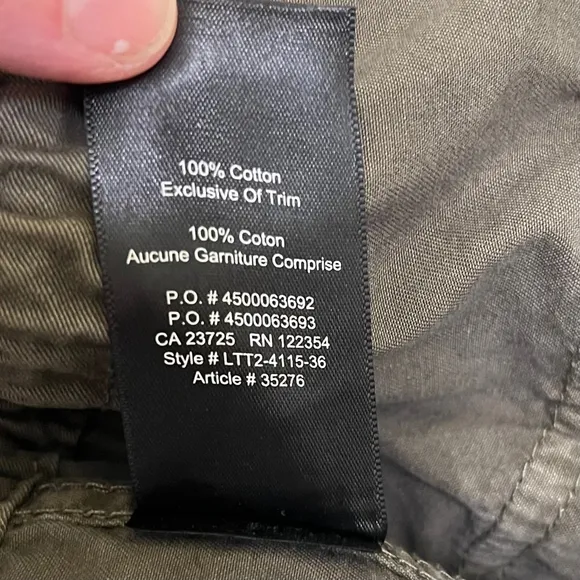 100% Cotton
Exclusive Of Trim
100% Coton
Aucune Garniture Comprise
P.O. # 4500063692
P.O. # 4500063693
CA 23725 RN 122354
Style # LTT2-4115-36
Article # 35276